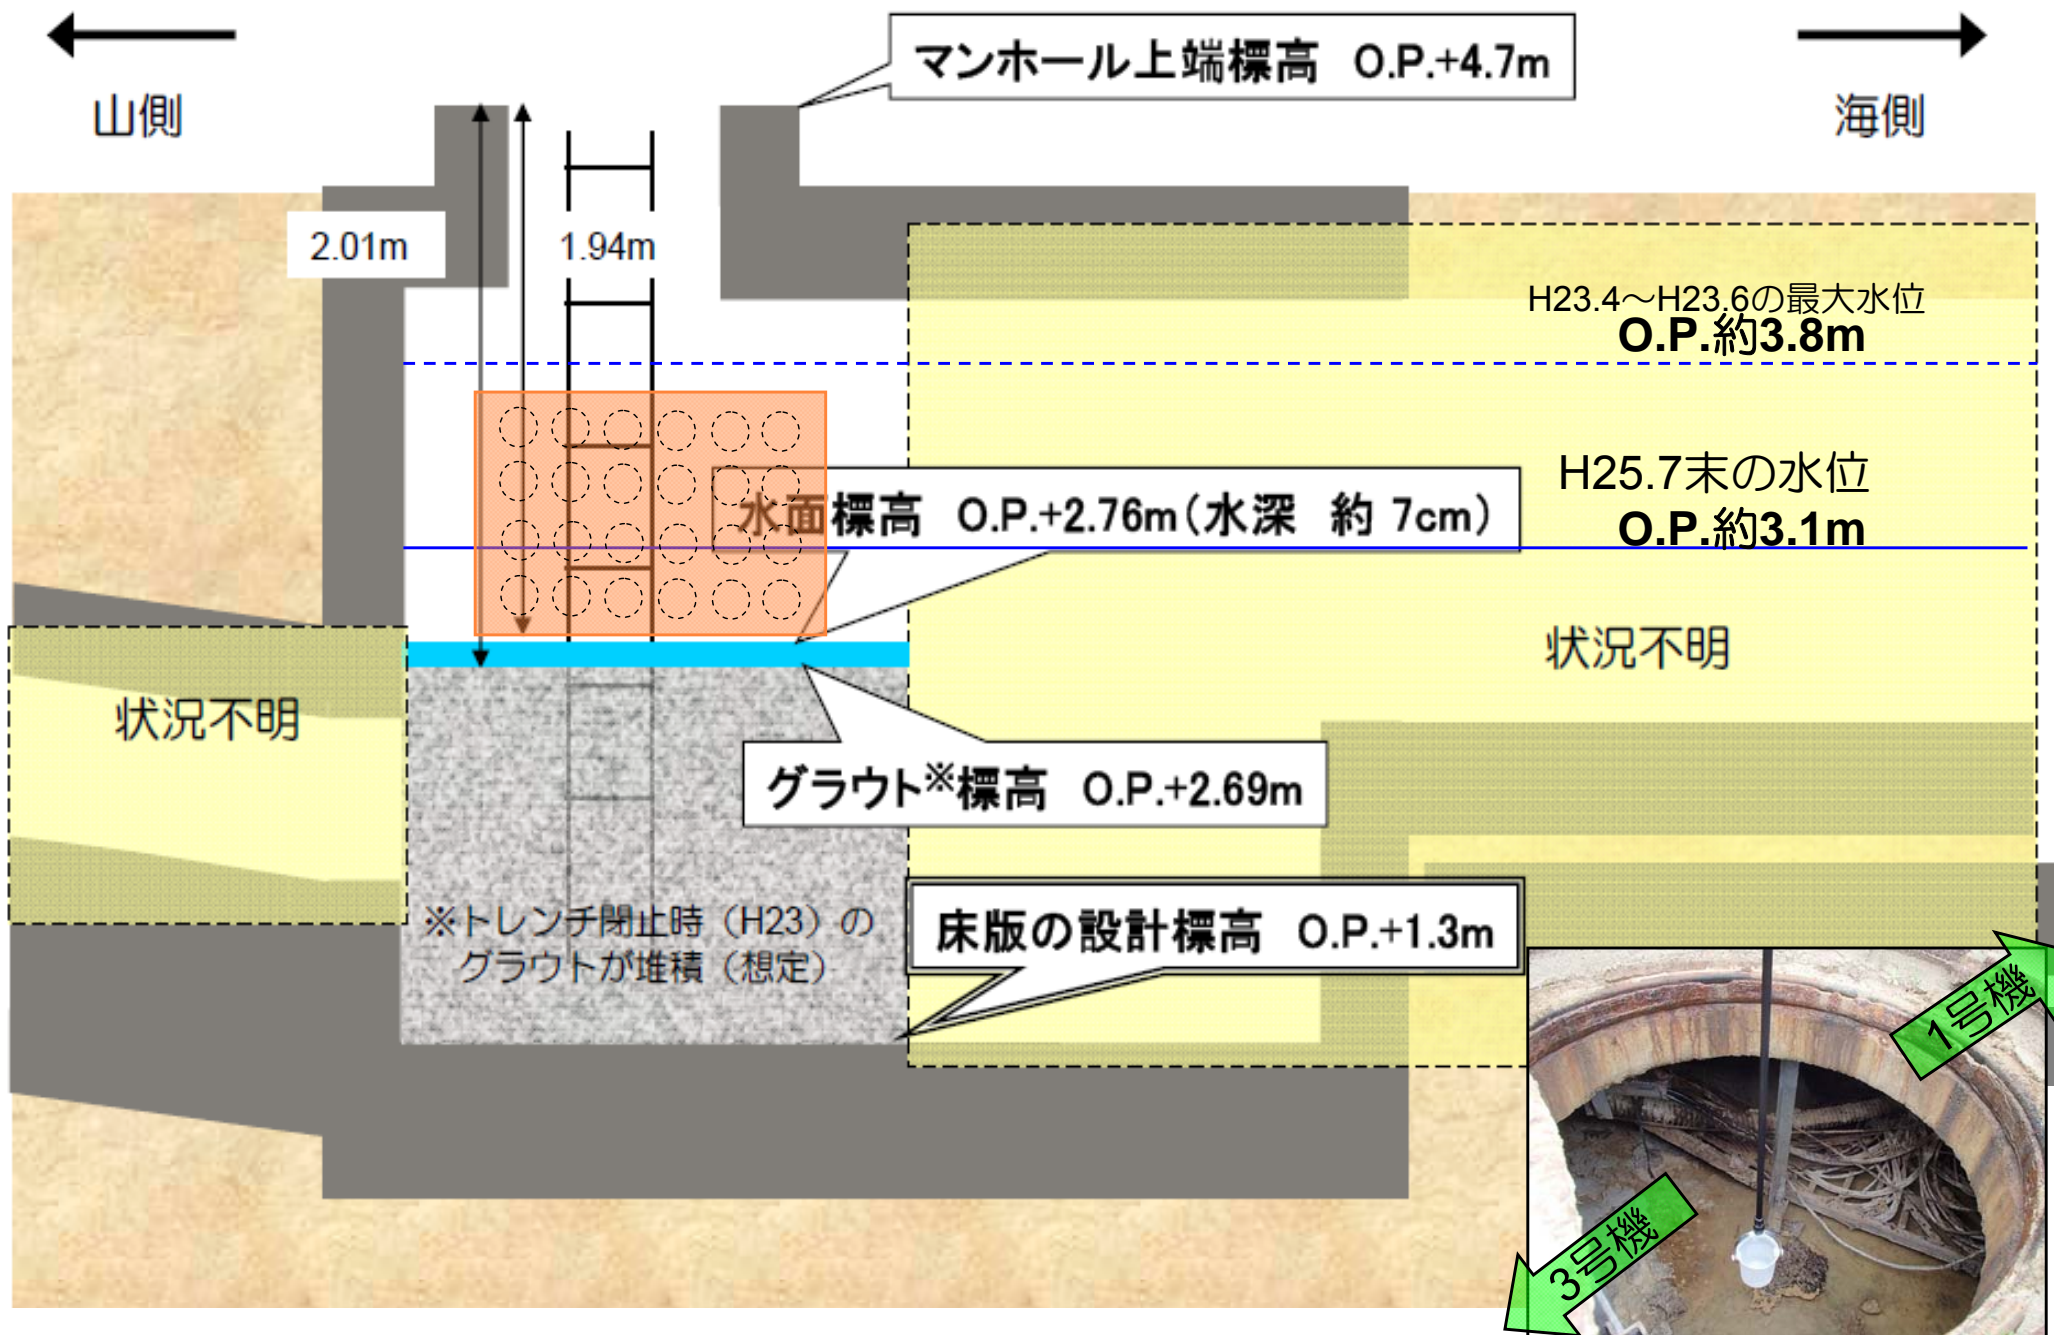 マンホール上端標高 O.P.+4.7m
山側
海側
2.01m
1.94m
H23.4～H23.6の最大水位
O.P.約3.8m
H25.7末の水位
O.P.約3.1m
水面標高 O.P.+2.76m（水深 約 7cm）
状況不明
状況不明
グラウト※標高 O.P.+2.69m
※トレンチ閉止時（H23）の
グラウトが堆積（想定）
床版の設計標高 O.P.+1.3m
1号機
3号機